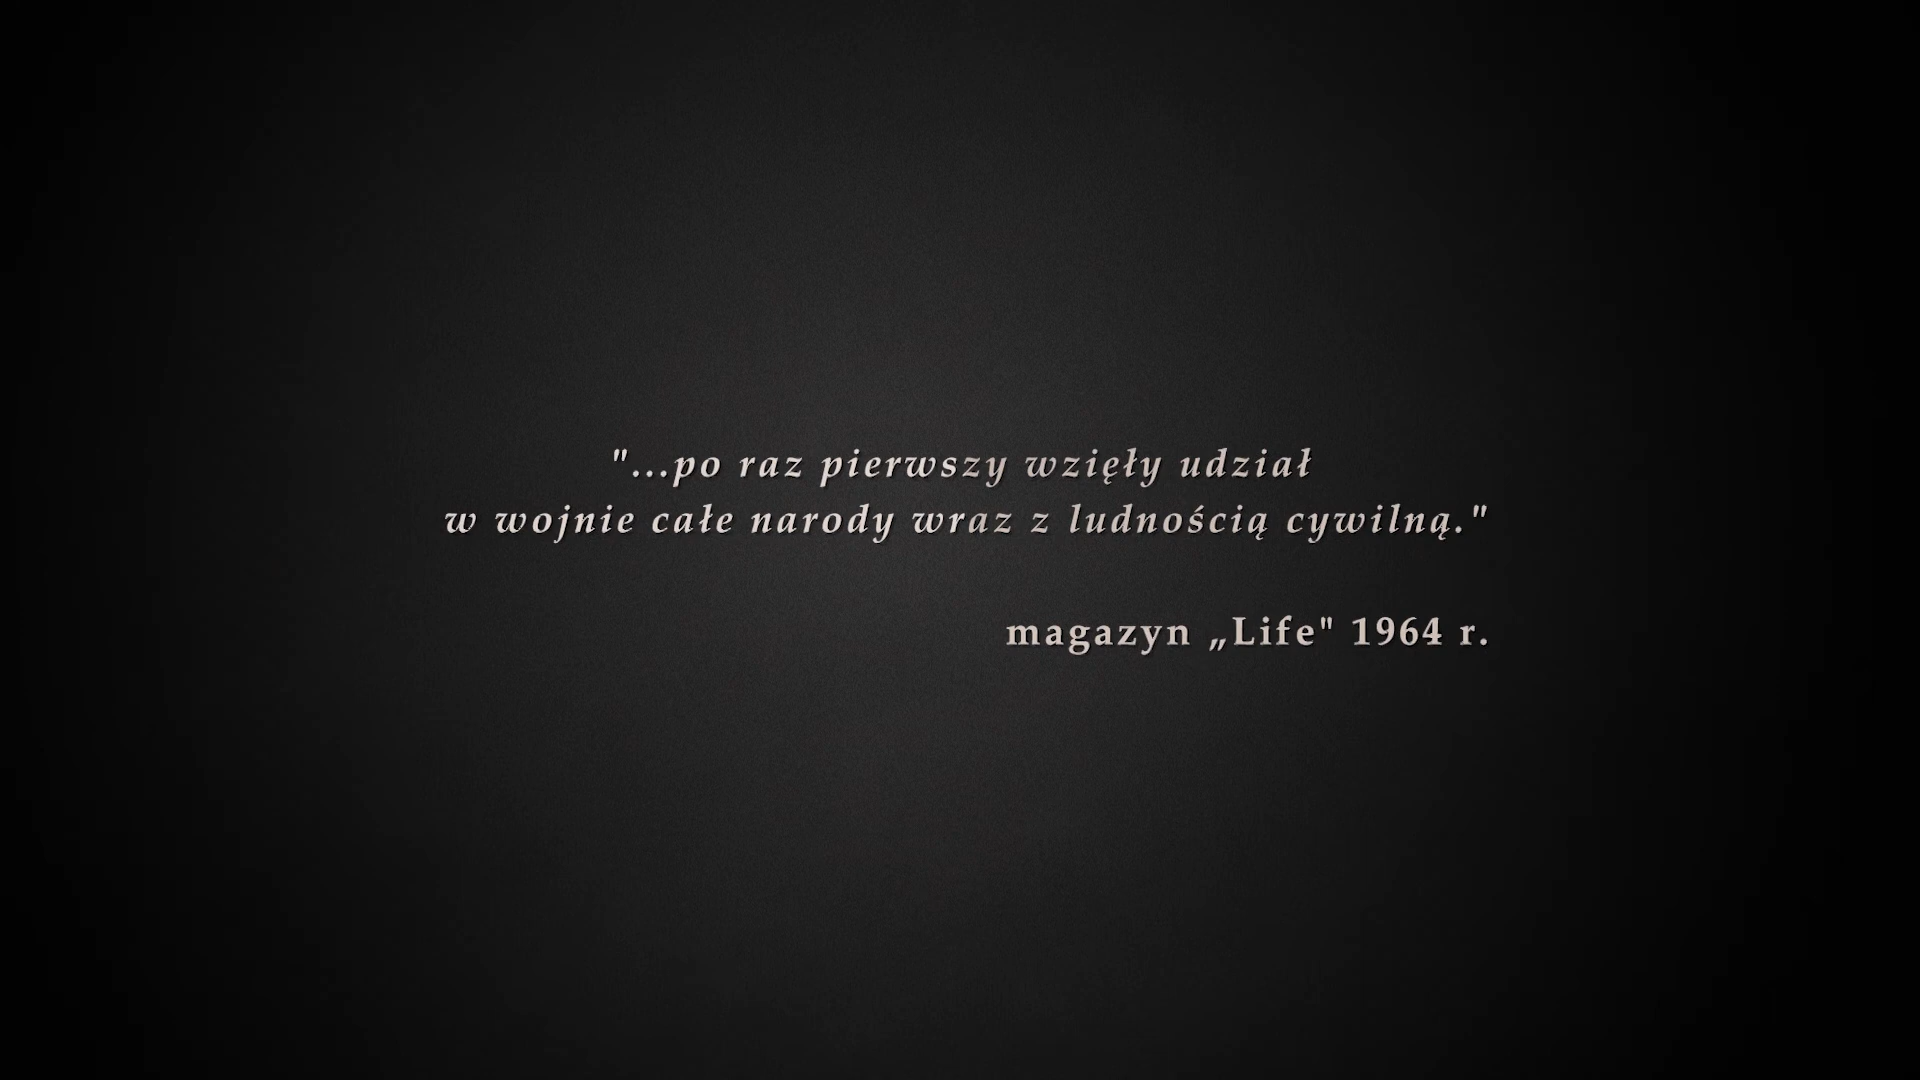 "...po raz pierwszy wzięły udział
w wojnie całe narody wraz z ludnością cywilną."
magazyn „Life" 1964 r.